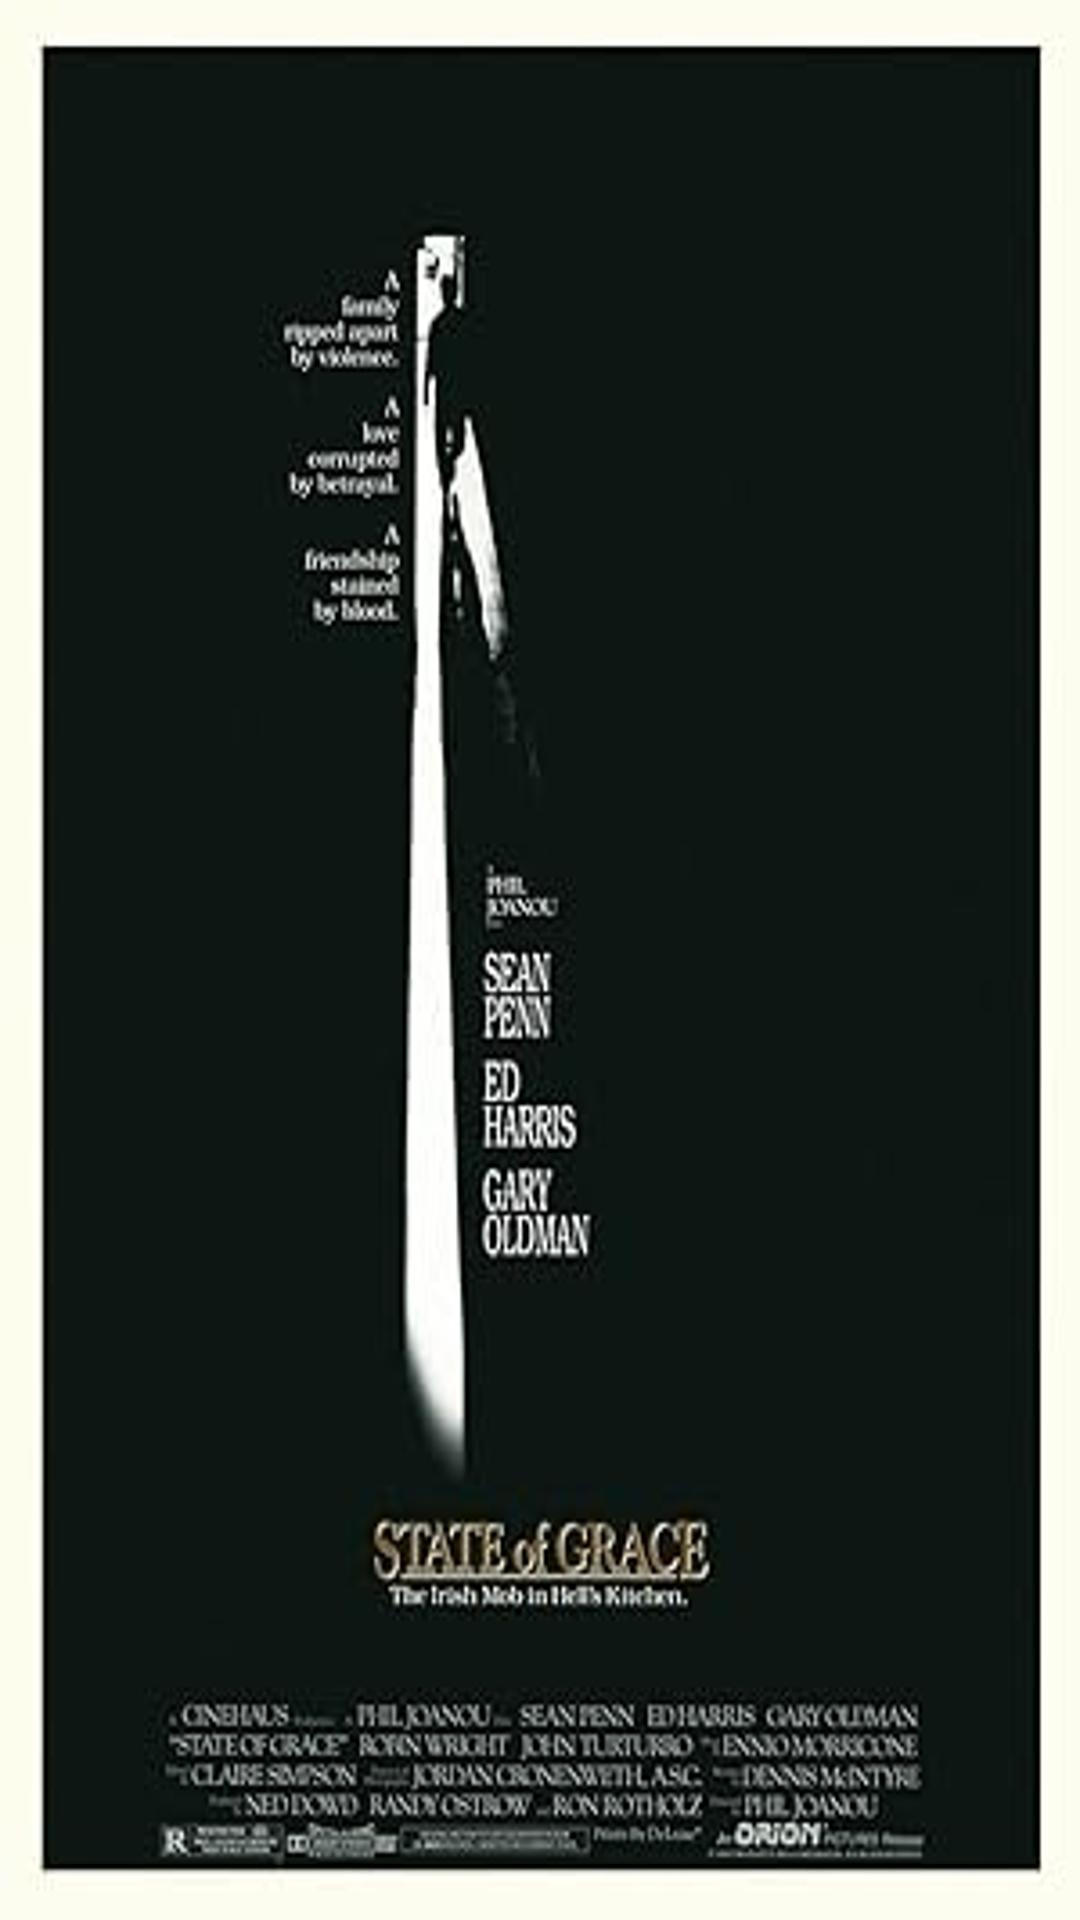 A
family
ripped apart
by violence.
A
love
corrupted
by betrayal.
A
friendship
stained
by blood.
PHIL
JOANOU
SEAN
PENN
ED
HARRIS
GARY
OLDMAN
STATE of GRACE
The Irish Mob in Hell's Kitchen.
CINEHAUS PHIL JOANOU SEAN PENN ED HARRIS GARY OLDMAN
"STATE OF GRACE" ROBIN WRIGHT JOHN TURTURRO ENNIO MORRICONE
CLAIRE SIMPSON JORDAN CRONENWETH, A.S.C. DENNIS McINTYRE
NED DOWD RANDY OSTROW RON ROTHOLZ PHIL JOANOU
R Prints By DeLuxe® An ORION PICTURES Release